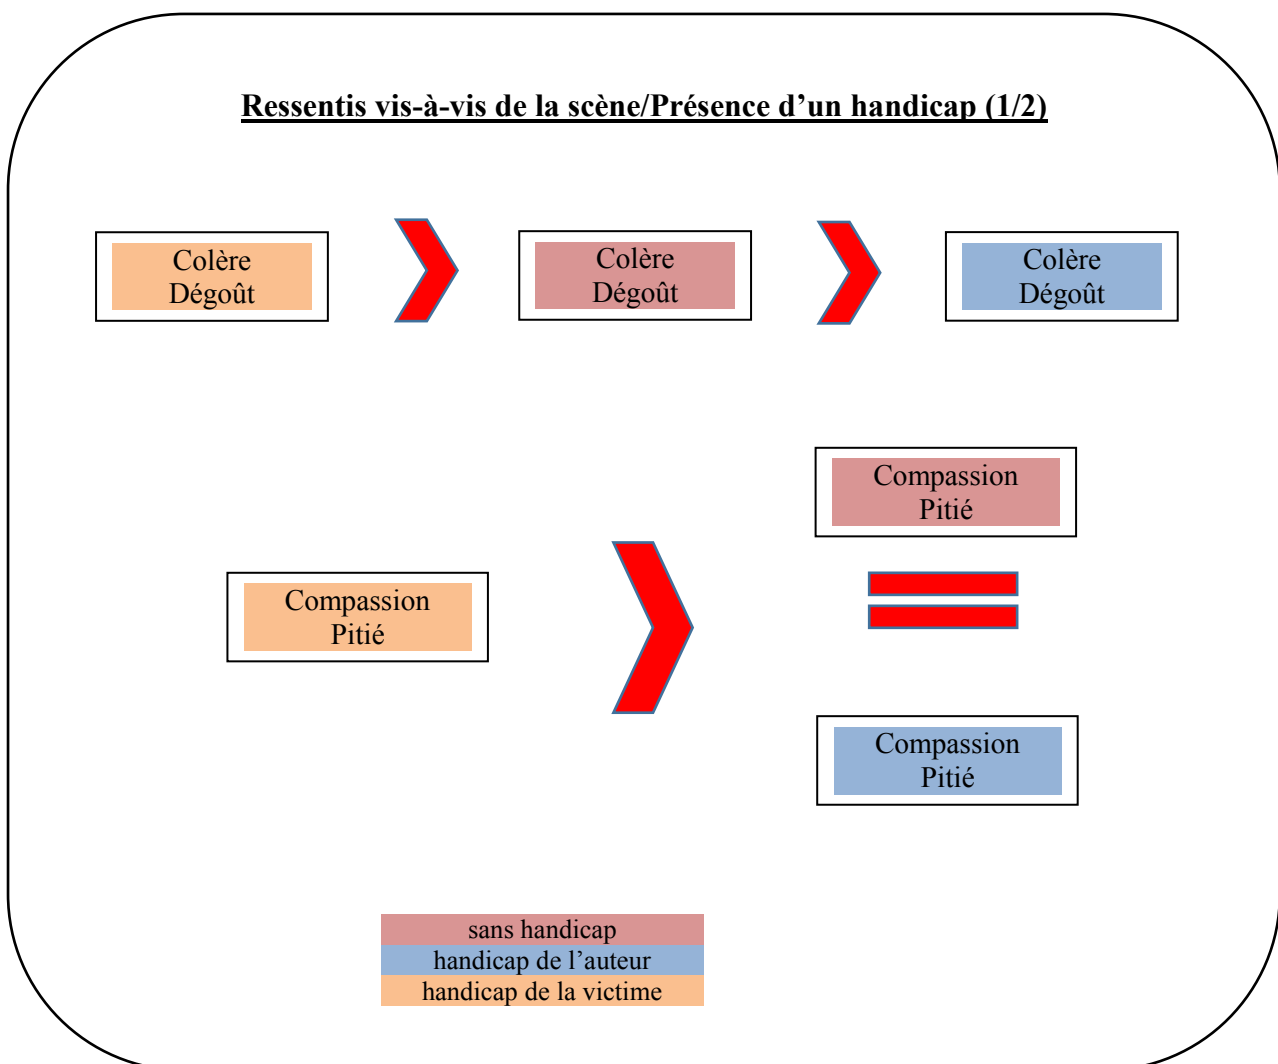 Ressentis vis-à-vis de la scène/Présence d’un handicap (1/2)
Colère
Dégoût
Colère
Dégoût
Colère
Dégoût
Compassion
Pitié
Compassion
Pitié
Compassion
Pitié
sans handicap
handicap de l’auteur
handicap de la victime